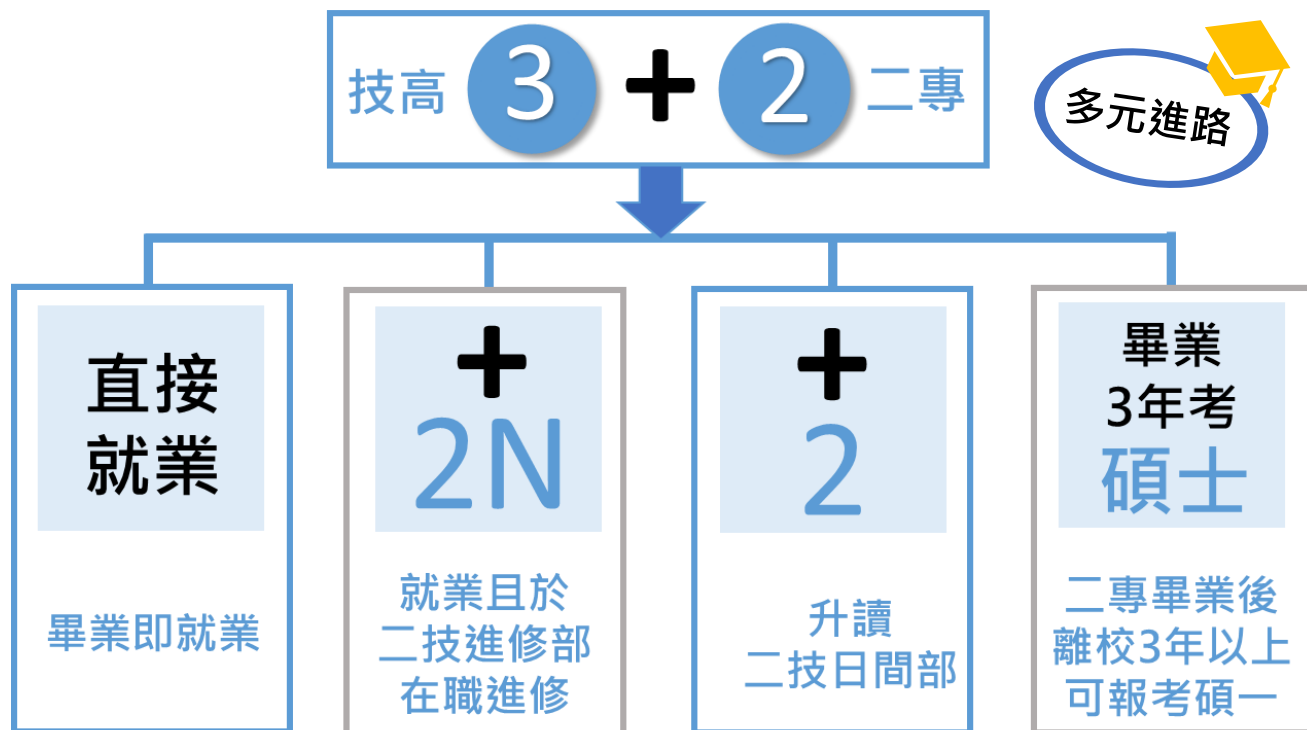 技高 3 + 2 二專
多元進路
直接
就業
畢業即就業
+
2N
就業且於
二技進修部
在職進修
+
2
升讀
二技日間部
畢業
3年考
碩士
二專畢業後
離校3年以上
可報考碩一